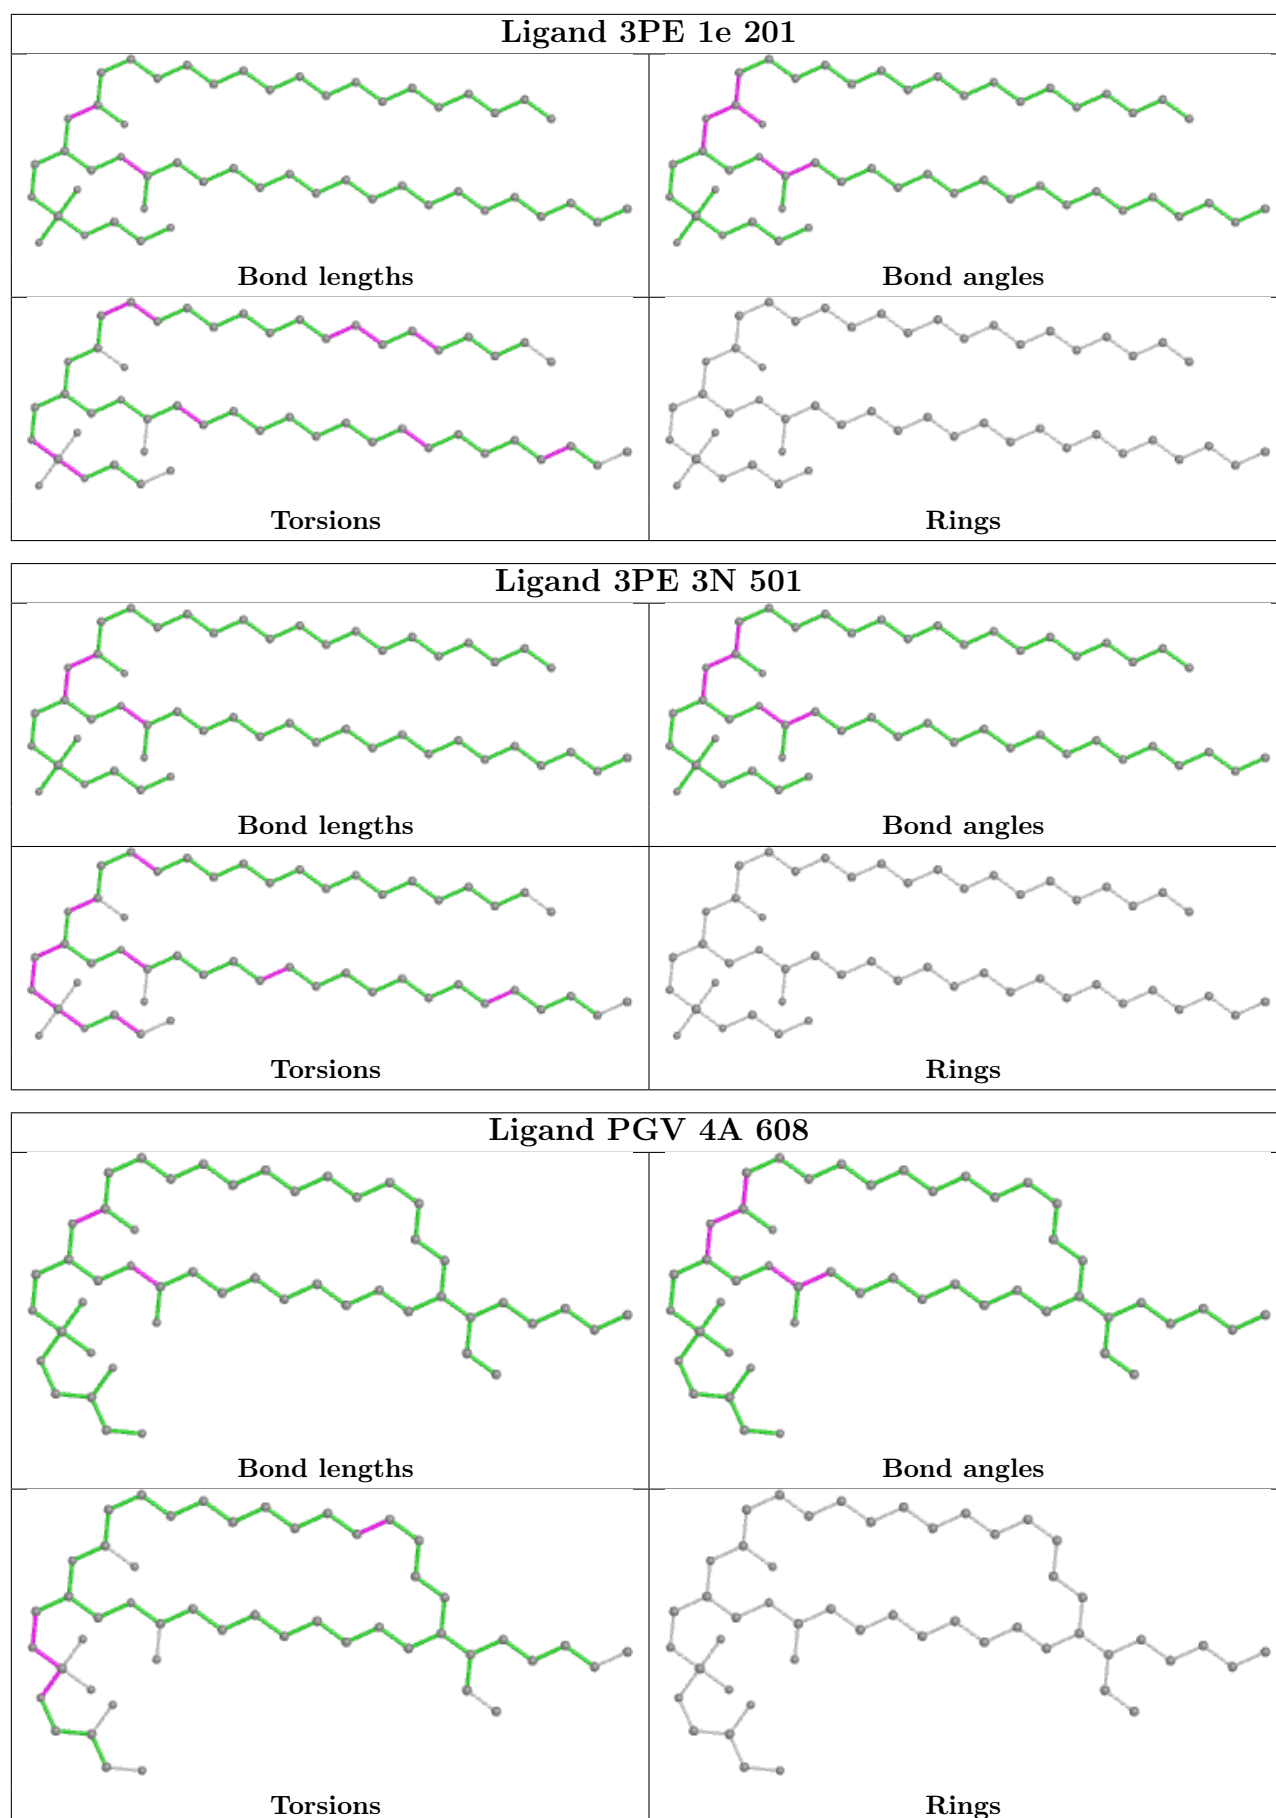 Ligand 3PE 1e 201
Bond lengths
Bond angles
Torsions
Rings
Ligand 3PE 3N 501
Bond lengths
Bond angles
Torsions
Rings
Ligand PGV 4A 608
Bond lengths
Bond angles
Torsions
Rings